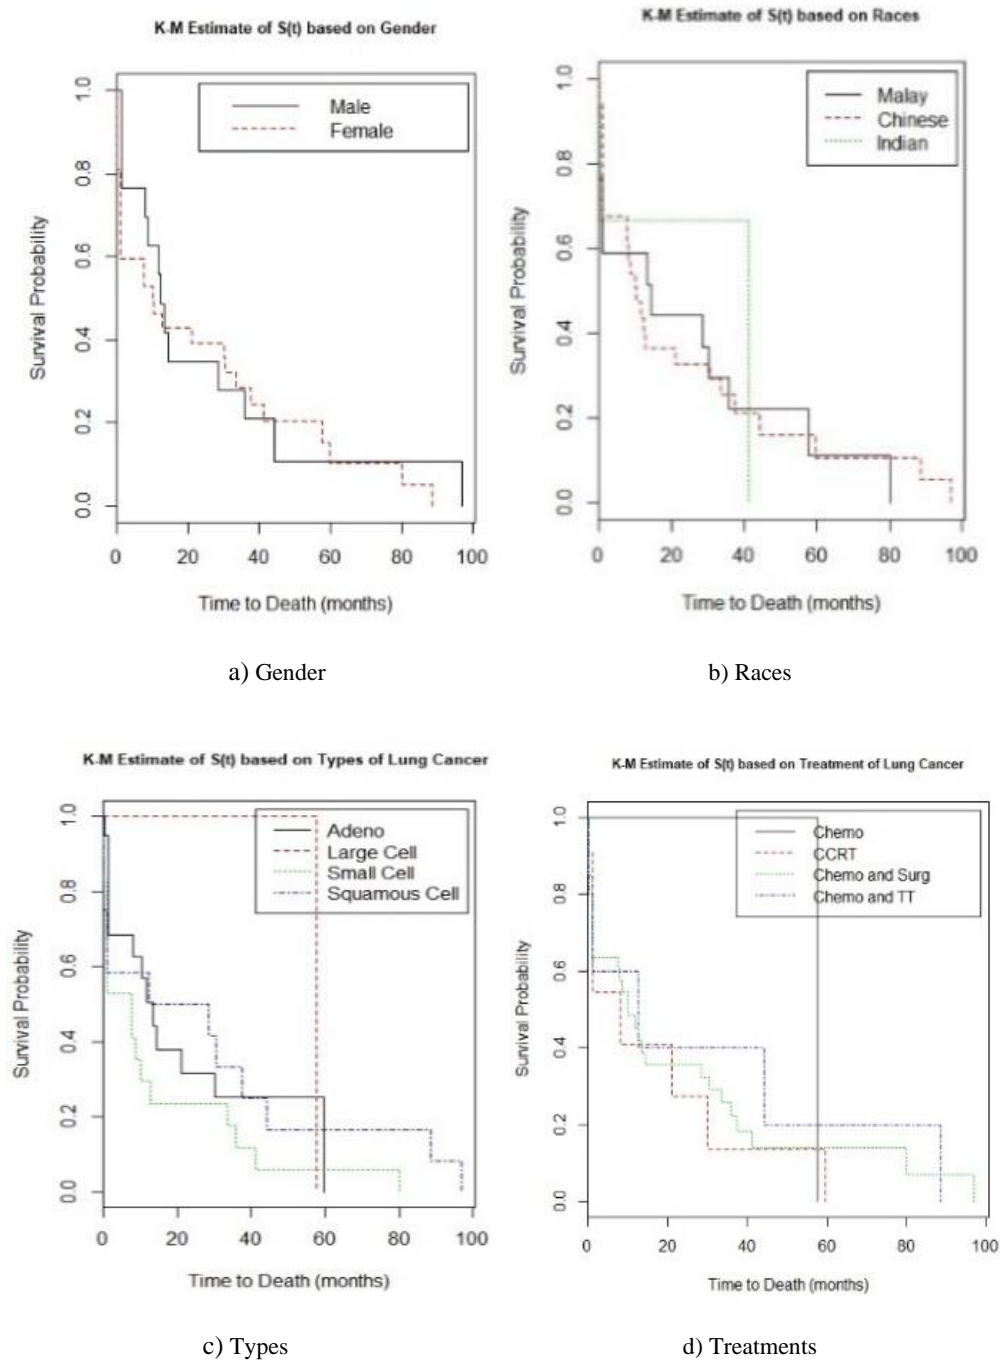 K-M Estimate of S(t) based on Gender
Male
Female
Survival Probability
0.0
0.2
0.4
0.6
0.8
1.0
0 20 40 60 80 100
Time to Death (months)
a) Gender
K-M Estimate of S(t) based on Races
Malay
Chinese
Indian
Survival Probability
0.0
0.2
0.4
0.6
0.8
1.0
0 20 40 60 80 100
Time to Death (months)
b) Races
K-M Estimate of S(t) based on Types of Lung Cancer
Adeno
Large Cell
Small Cell
Squamous Cell
Survival Probability
0.0
0.2
0.4
0.6
0.8
1.0
0 20 40 60 80 100
Time to Death (months)
c) Types
K-M Estimate of S(t) based on Treatment of Lung Cancer
Chemo
CCRT
Chemo and Surg
Chemo and TT
Survival Probability
0.0
0.2
0.4
0.6
0.8
1.0
0 20 40 60 80 100
Time to Death (months)
d) Treatments